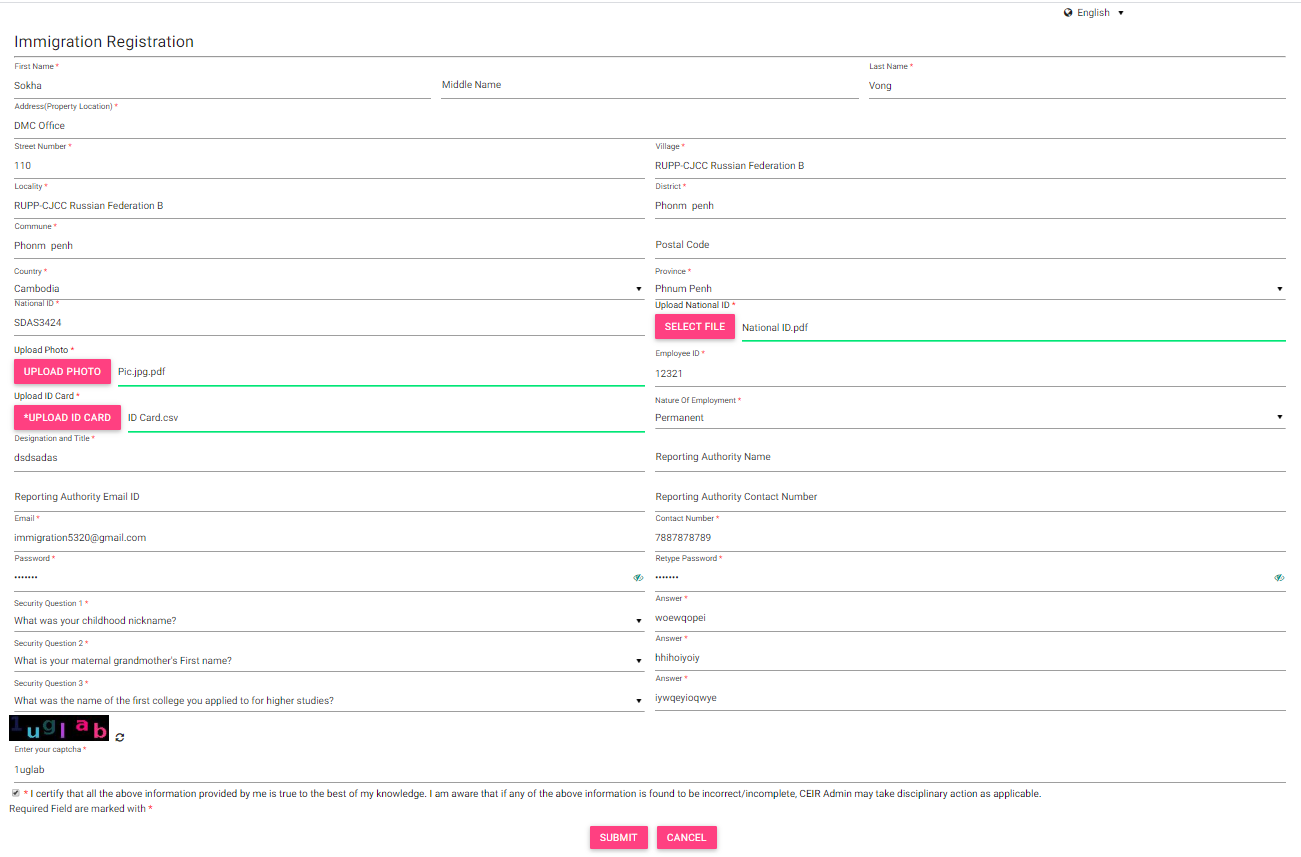 English
Immigration Registration
First Name *
Sokha
Middle Name
Last Name *
Vong
Address(Property Location) *
DMC Office
Street Number *
110
Village *
RUPP-CJCC Russian Federation B
Locality *
RUPP-CJCC Russian Federation B
District *
Phonm penh
Commune *
Phonm penh
Postal Code
Country *
Cambodia
Province *
Phnum Penh
National ID *
SDAS3424
Upload National ID *
SELECT FILE National ID.pdf
Upload Photo *
UPLOAD PHOTO Pic.jpg.pdf
Employee ID *
12321
Upload ID Card *
*UPLOAD ID CARD ID Card.csv
Nature Of Employment *
Permanent
Designation and Title *
dsdsadas
Reporting Authority Name
Reporting Authority Email ID
Reporting Authority Contact Number
Email *
immigration5320@gmail.com
Contact Number *
7887878789
Password *
•••••••
Retype Password *
•••••••
Security Question 1 *
What was your childhood nickname?
Answer *
woewqopei
Security Question 2 *
What is your maternal grandmother's First name?
Answer *
hhihoiyoiy
Security Question 3 *
What was the name of the first college you applied to for higher studies?
Answer *
iywqeyioqwye
1uglab
Enter your captcha *
1uglab
* I certify that all the above information provided by me is true to the best of my knowledge. I am aware that if any of the above information is found to be incorrect/incomplete, CEIR Admin may take disciplinary action as applicable.
Required Field are marked with *
SUBMIT CANCEL